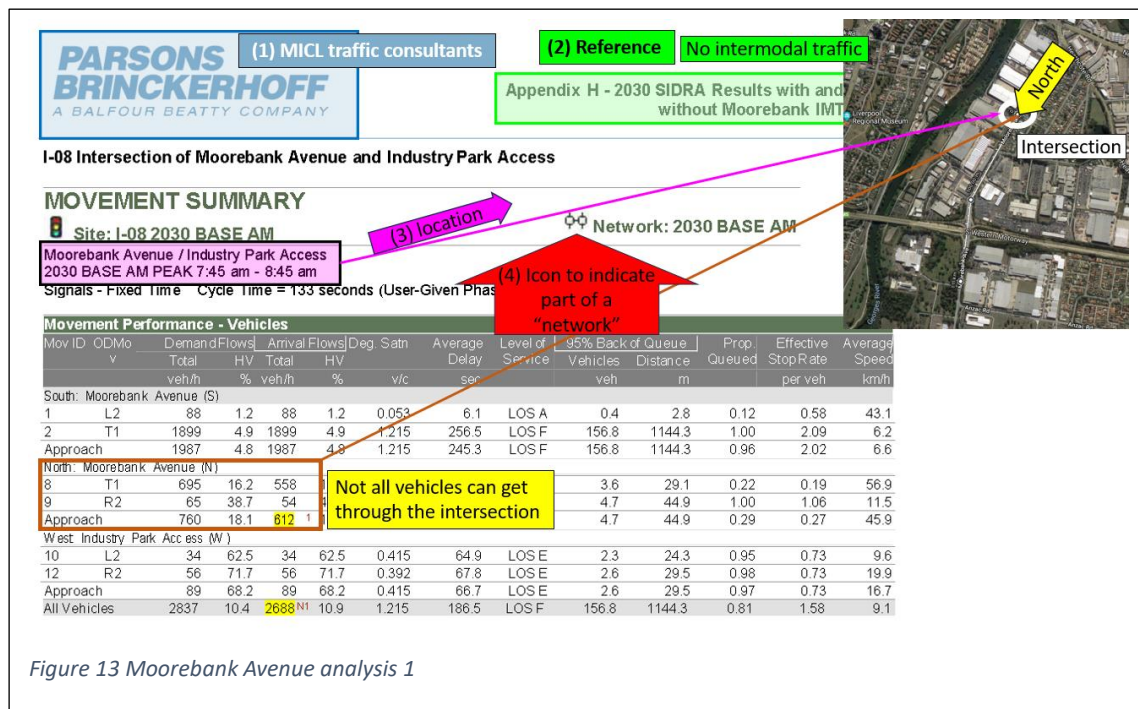 PARSONS
BRINCKERHOFF
A BALFOUR BEATTY COMPANY
(1) MICL traffic consultants
(2) Reference
No intermodal traffic
Appendix H - 2030 SIDRA Results with and
without Moorebank IMT
North
Intersection
Liverpool
Regional Museum
Western Motorway
Georges River
Anzac Rd
I-08 Intersection of Moorebank Avenue and Industry Park Access
MOVEMENT SUMMARY
Site: I-08 2030 BASE AM
(3) location
Network: 2030 BASE AM
Moorebank Avenue / Industry Park Access
2030 BASE AM PEAK 7:45 am - 8:45 am
Signals - Fixed Time Cycle Time = 133 seconds (User-Given Phas
(4) Icon to indicate
part of a
"network"
Movement Performance - Vehicles
Mov ID ODMo Demand Flows Arrival Flows Deg. Satn Average Level of 95% Back of Queue Prop. Effective Average
v Total HV Total HV Delay Service Vehicles Distance Queued Stop Rate Speed
veh/h % veh/h % v/c sec veh m per veh km/h
South: Moorebank Avenue (S)
1 L2 88 1.2 88 1.2 0.053 6.1 LOS A 0.4 2.8 0.12 0.58 43.1
2 T1 1899 4.9 1899 4.9 1.215 256.5 LOS F 156.8 1144.3 1.00 2.09 6.2
Approach 1987 4.8 1987 4.8 1.215 245.3 LOS F 156.8 1144.3 0.96 2.02 6.6
North: Moorebank Avenue (N)
8 T1 695 16.2 558 3.6 29.1 0.22 0.19 56.9
9 R2 65 38.7 54 4.7 44.9 1.00 1.06 11.5
Approach 760 18.1 612 1 4.7 44.9 0.29 0.27 45.9
Not all vehicles can get
through the intersection
West: Industry Park Access (W)
10 L2 34 62.5 34 62.5 0.415 64.9 LOS E 2.3 24.3 0.95 0.73 9.6
12 R2 56 71.7 56 71.7 0.392 67.8 LOS E 2.6 29.5 0.98 0.73 19.9
Approach 89 68.2 89 68.2 0.415 66.7 LOS E 2.6 29.5 0.97 0.73 16.7
All Vehicles 2837 10.4 2688 N1 10.9 1.215 186.5 LOS F 156.8 1144.3 0.81 1.58 9.1
Figure 13 Moorebank Avenue analysis 1